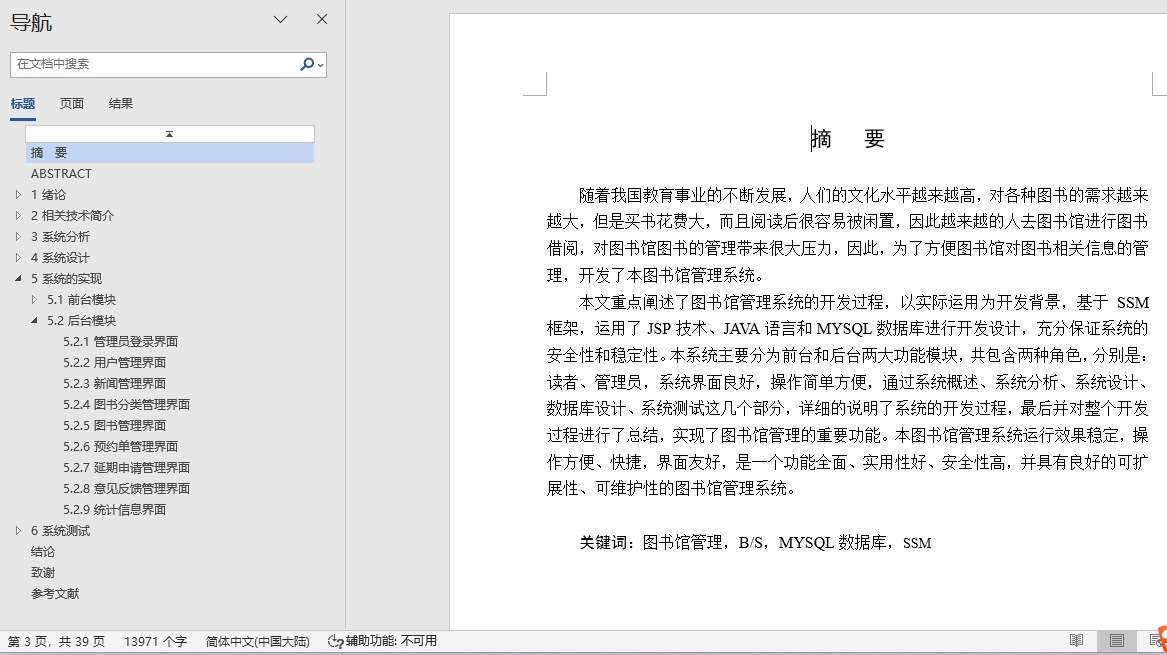 导航
在文档中搜索
标题 页面 结果
摘 要
ABSTRACT
1 绪论
2 相关技术简介
3 系统分析
4 系统设计
5 系统的实现
5.1 前台模块
5.2 后台模块
5.2.1 管理员登录界面
5.2.2 用户管理界面
5.2.3 新闻管理界面
5.2.4 图书分类管理界面
5.2.5 图书管理界面
5.2.6 预约单管理界面
5.2.7 延期申请管理界面
5.2.8 意见反馈管理界面
5.2.9 统计信息界面
6 系统测试
结论
致谢
参考文献
摘 要
随着我国教育事业的不断发展，人们的文化水平越来越高，对各种图书的需求越来
越大，但是买书花费大，而且阅读后很容易被闲置，因此越来越的人去图书馆进行图书
借阅，对图书馆图书的管理带来很大压力，因此，为了方便图书馆对图书相关信息的管
理，开发了本图书馆管理系统。
本文重点阐述了图书馆管理系统的开发过程，以实际运用为开发背景，基于 SSM
框架，运用了 JSP 技术、JAVA 语言和 MYSQL 数据库进行开发设计，充分保证系统的
安全性和稳定性。本系统主要分为前台和后台两大功能模块，共包含两种角色，分别是：
读者、管理员，系统界面良好，操作简单方便，通过系统概述、系统分析、系统设计、
数据库设计、系统测试这几个部分，详细的说明了系统的开发过程，最后并对整个开发
过程进行了总结，实现了图书馆管理的重要功能。本图书馆管理系统运行效果稳定，操
作方便、快捷，界面友好，是一个功能全面、实用性好、安全性高，并具有良好的可扩
展性、可维护性的图书馆管理系统。
关键词：图书馆管理，B/S，MYSQL 数据库，SSM
第 3 页，共 39 页 13971 个字 简体中文(中国大陆) 辅助功能: 不可用